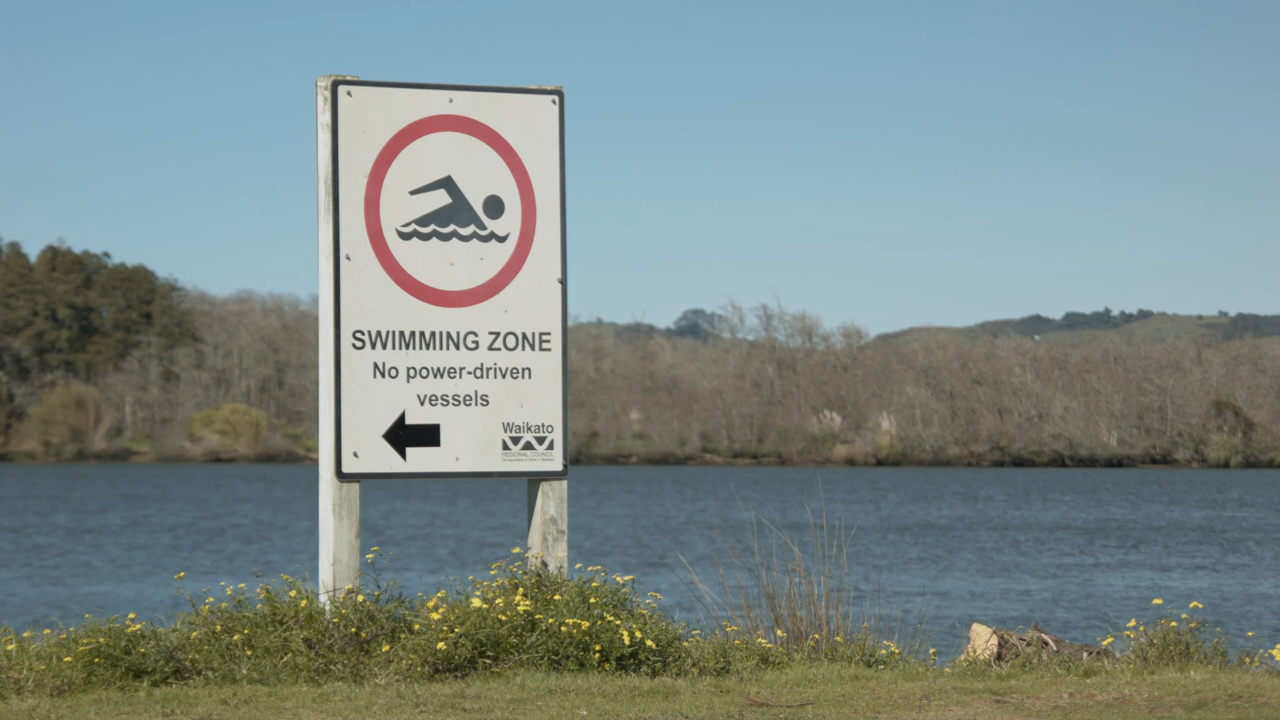 SWIMMING ZONE
No power-driven
vessels
Waikato
REGIONAL COUNCIL